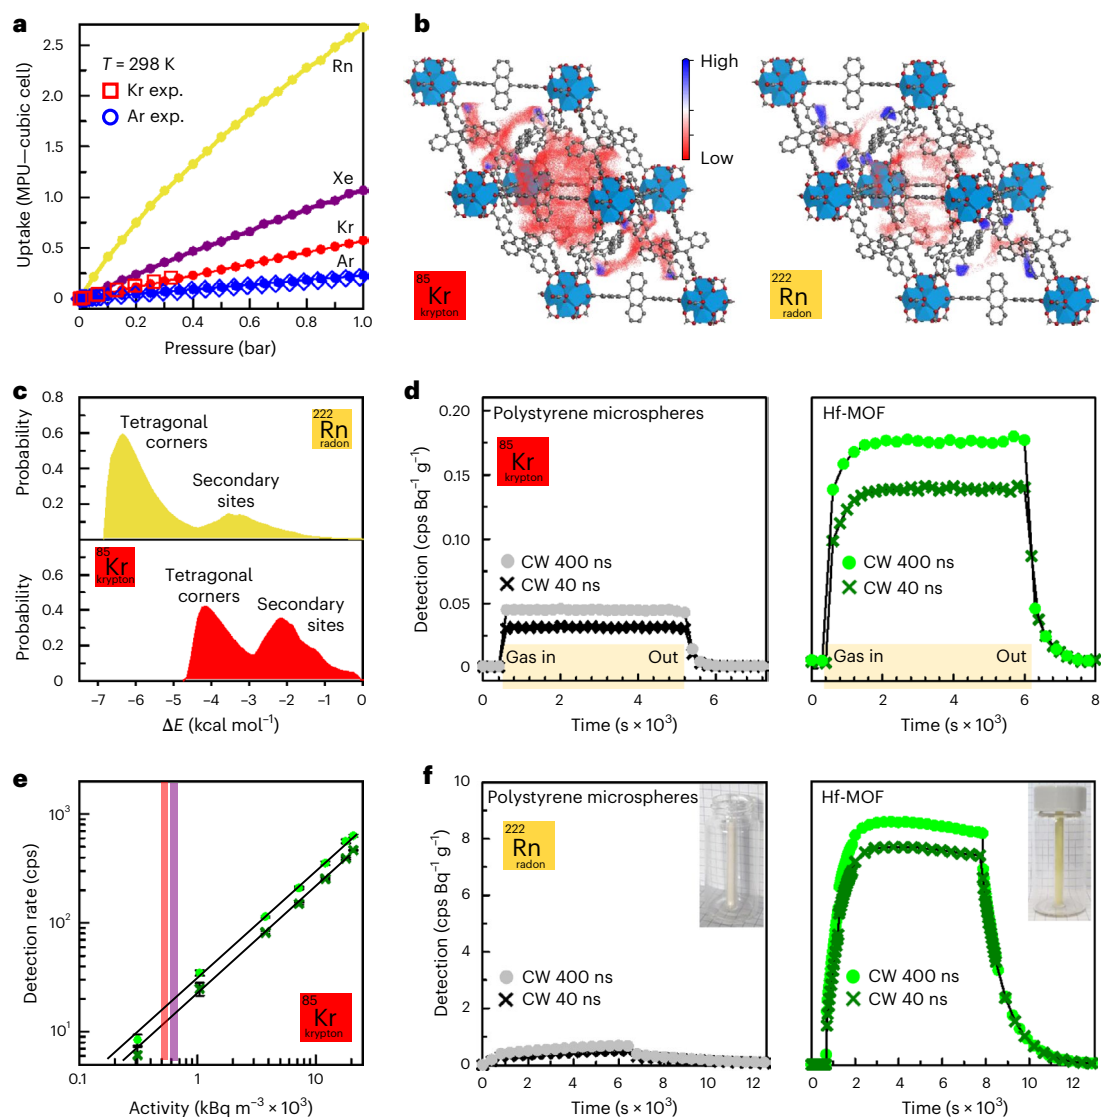 a
Uptake (MPU—cubic cell)
2.5
2.0
1.5
1.0
0.5
0
T = 298 K
Kr exp.
Ar exp.
Rn
Xe
Kr
Ar
0
0.2
0.4
0.6
0.8
1.0
Pressure (bar)
b
High
Low
85
Kr
krypton
222
Rn
radon
c
Probability
0.8
0.6
0.4
0.2
Tetragonal
corners
Secondary
sites
222
Rn
radon
Probability
0.6
0.4
0.2
0
85
Kr
krypton
Tetragonal
corners
Secondary
sites
−7
−6
−5
−4
−3
−2
−1
0
ΔE (kcal mol⁻¹)
d
Detection (cps Bq⁻¹ g⁻¹)
0.20
0.15
0.10
0.05
0
Polystyrene microspheres
85
Kr
krypton
CW 400 ns
CW 40 ns
Gas in
Out
0
2
4
6
Time (s × 10³)
Hf-MOF
CW 400 ns
CW 40 ns
Gas in
Out
0
2
4
6
8
Time (s × 10³)
e
Detection rate (cps)
10³
10²
10¹
85
Kr
krypton
0.1
1
10
Activity (kBq m⁻³ × 10³)
f
Detection (cps Bq⁻¹ g⁻¹)
10
8
6
4
2
0
Polystyrene microspheres
222
Rn
radon
CW 400 ns
CW 40 ns
0
2
4
6
8
10
12
Time (s × 10³)
Hf-MOF
CW 400 ns
CW 40 ns
0
2
4
6
8
10
12
Time (s × 10³)